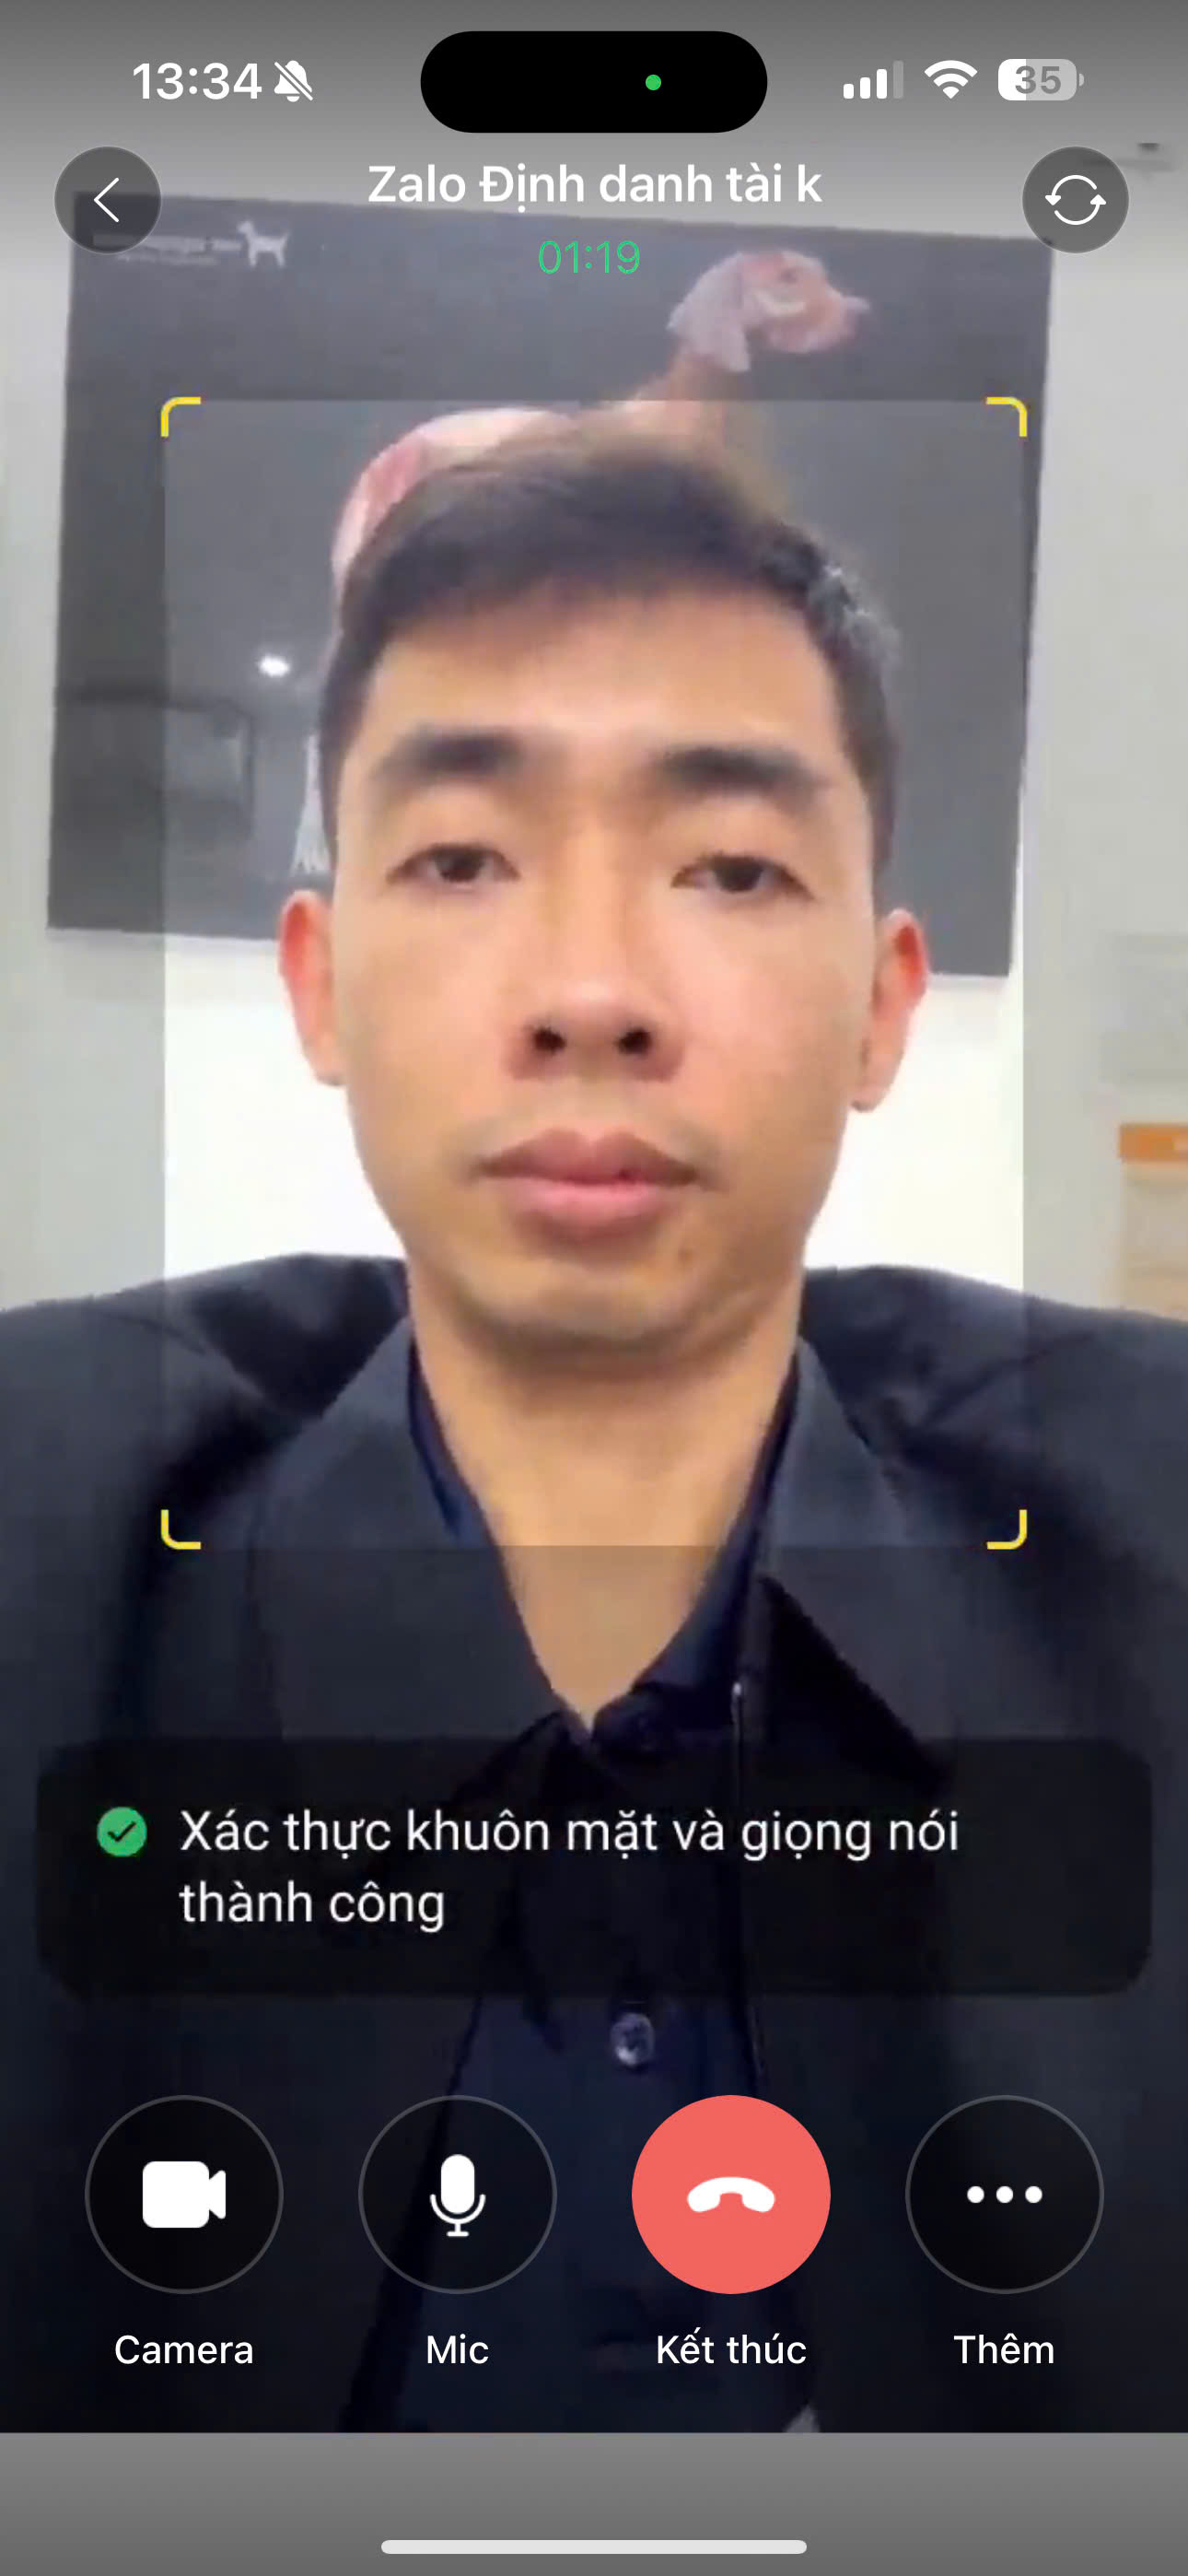 13:34
35
Zalo Định danh tài k
01:19
Xác thực khuôn mặt và giọng nói
thành công
Camera
Mic
Kết thúc
Thêm